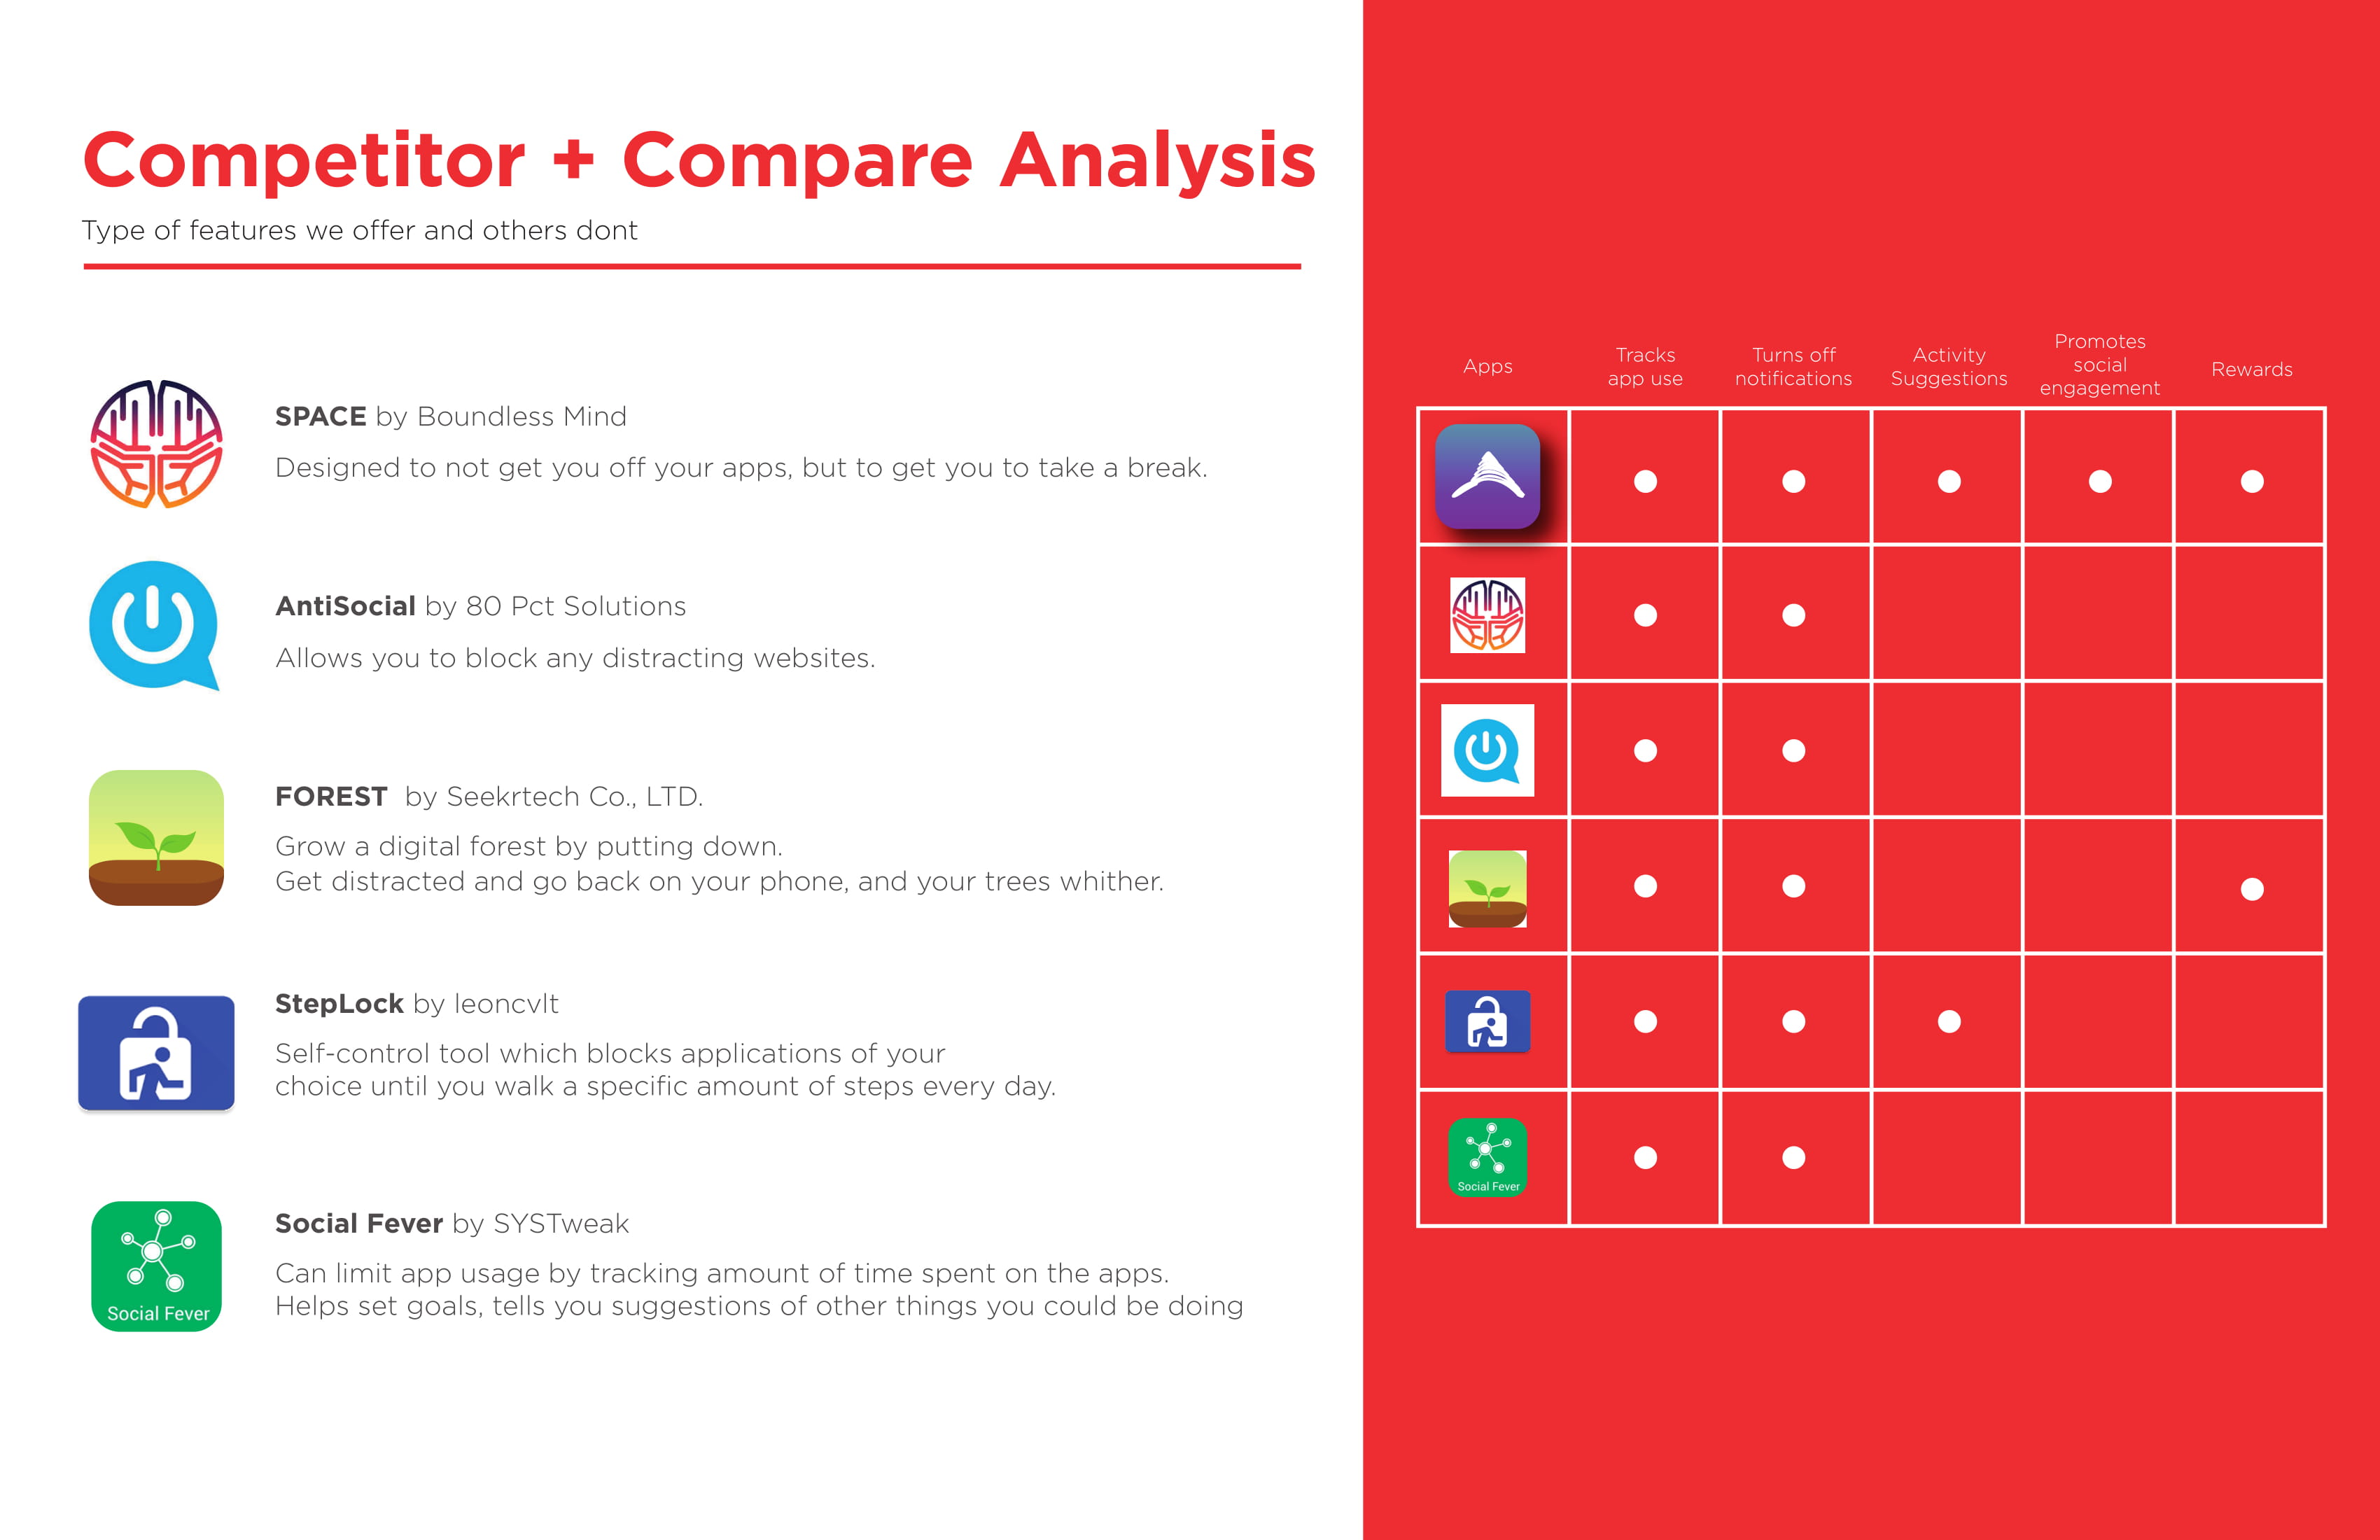 Competitor + Compare Analysis
Type of features we offer and others dont
SPACE by Boundless Mind
Designed to not get you off your apps, but to get you to take a break.
AntiSocial by 80 Pct Solutions
Allows you to block any distracting websites.
FOREST by Seekrtech Co., LTD.
Grow a digital forest by putting down.
Get distracted and go back on your phone, and your trees whither.
StepLock by leoncvlt
Self-control tool which blocks applications of your
choice until you walk a specific amount of steps every day.
Social Fever
Social Fever by SYSTweak
Can limit app usage by tracking amount of time spent on the apps.
Helps set goals, tells you suggestions of other things you could be doing
Apps
Tracks
app use
Turns off
notifications
Activity
Suggestions
Promotes
social
engagement
Rewards
Social Fever